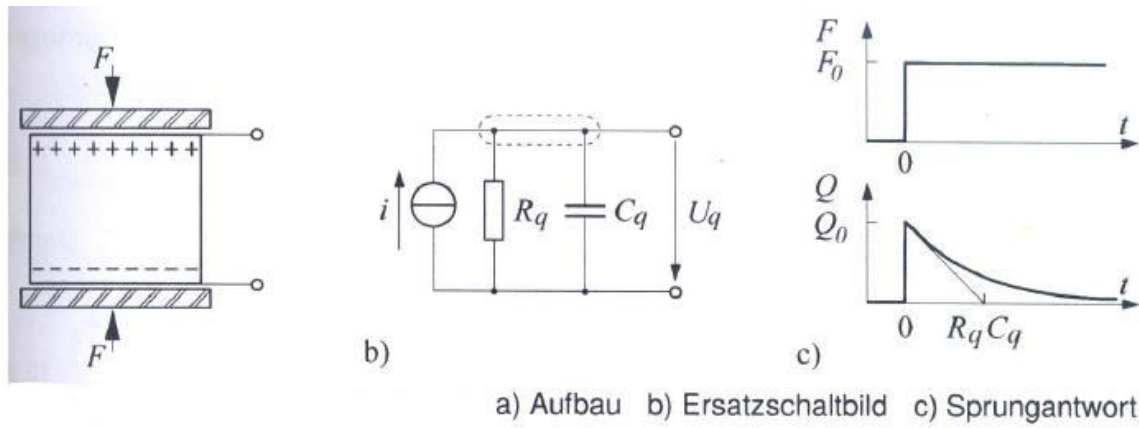 F
+ + + + + + + + +
– – – – – – – – – –
F
i
R_q
C_q
U_q
b)
F
F_0
0
t
Q
Q_0
0
R_q C_q
t
c)
a) Aufbau b) Ersatzschaltbild c) Sprungantwort